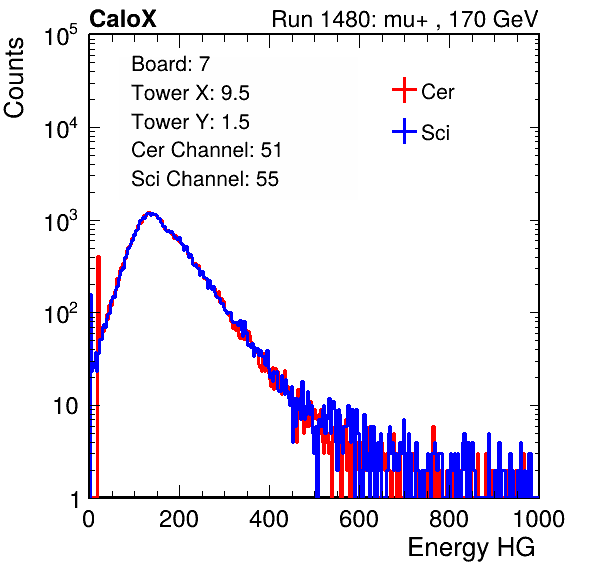 CaloX Run 1480: mu+ , 170 GeV
Board: 7
Tower X: 9.5
Tower Y: 1.5
Cer Channel: 51
Sci Channel: 55
Cer
Sci
Counts
10^5
10^4
10^3
10^2
10
1
0 200 400 600 800 1000
Energy HG